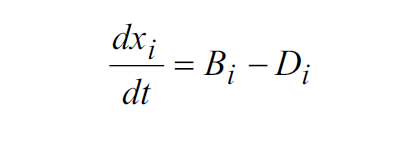 dx_i/dt = B_i − D_i